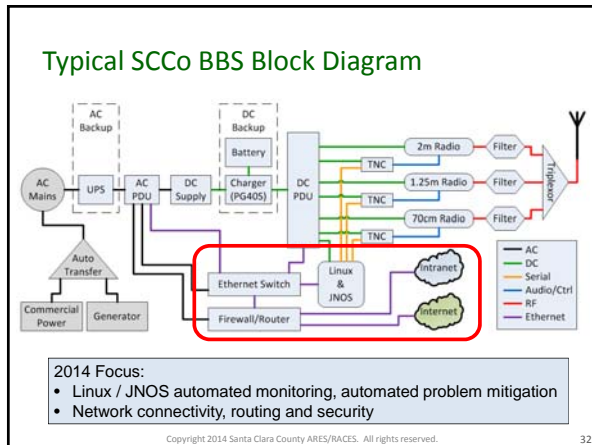 Typical SCCo BBS Block Diagram
AC
Backup
DC
Backup
Battery
AC
Mains
UPS
AC
PDU
DC
Supply
Charger
(PG40S)
DC
PDU
2m Radio
Filter
TNC
1.25m Radio
Filter
TNC
70cm Radio
Filter
TNC
Triplexor
Auto
Transfer
Commercial
Power
Generator
Ethernet Switch
Firewall/Router
Linux
&
JNOS
Intranet
Internet
AC
DC
Serial
Audio/Ctrl
RF
Ethernet
2014 Focus:
• Linux / JNOS automated monitoring, automated problem mitigation
• Network connectivity, routing and security
Copyright 2014 Santa Clara County ARES/RACES. All rights reserved.
32